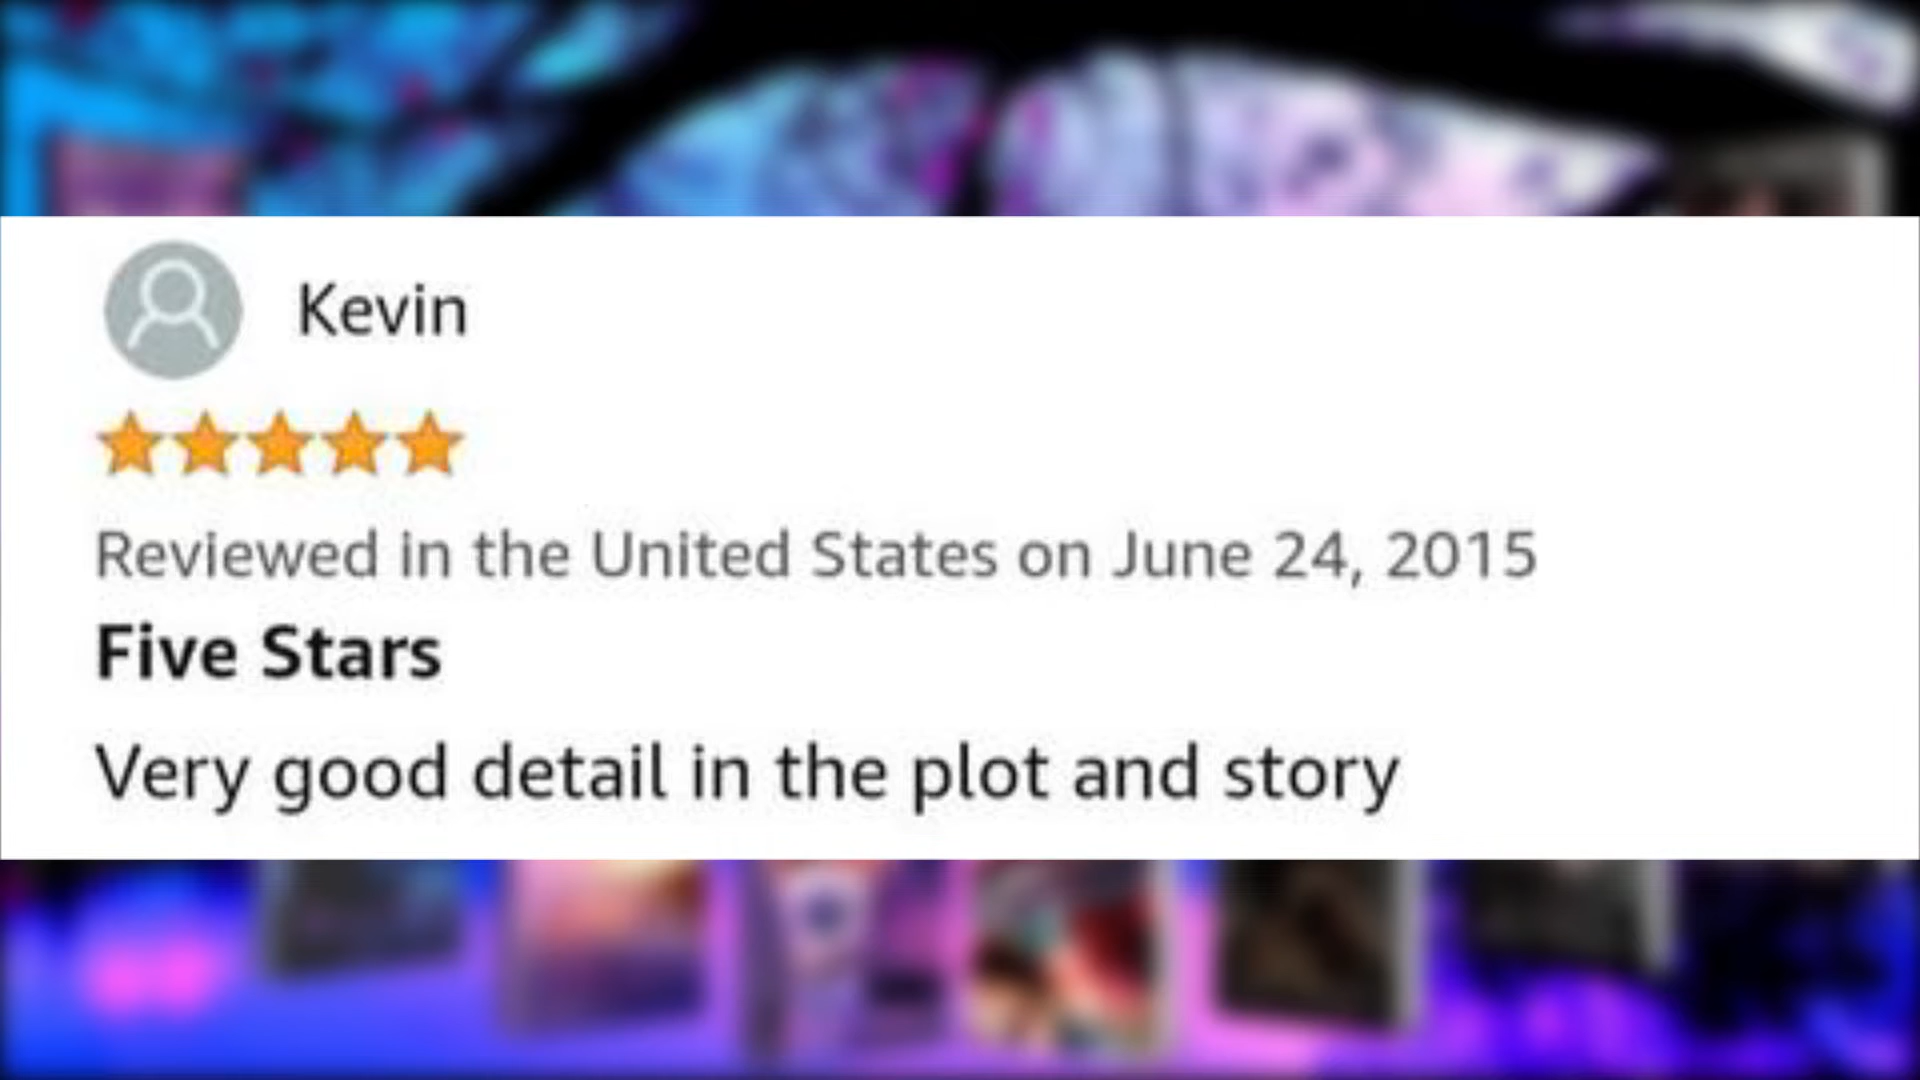 Kevin
Reviewed in the United States on June 24, 2015
Five Stars
Very good detail in the plot and story